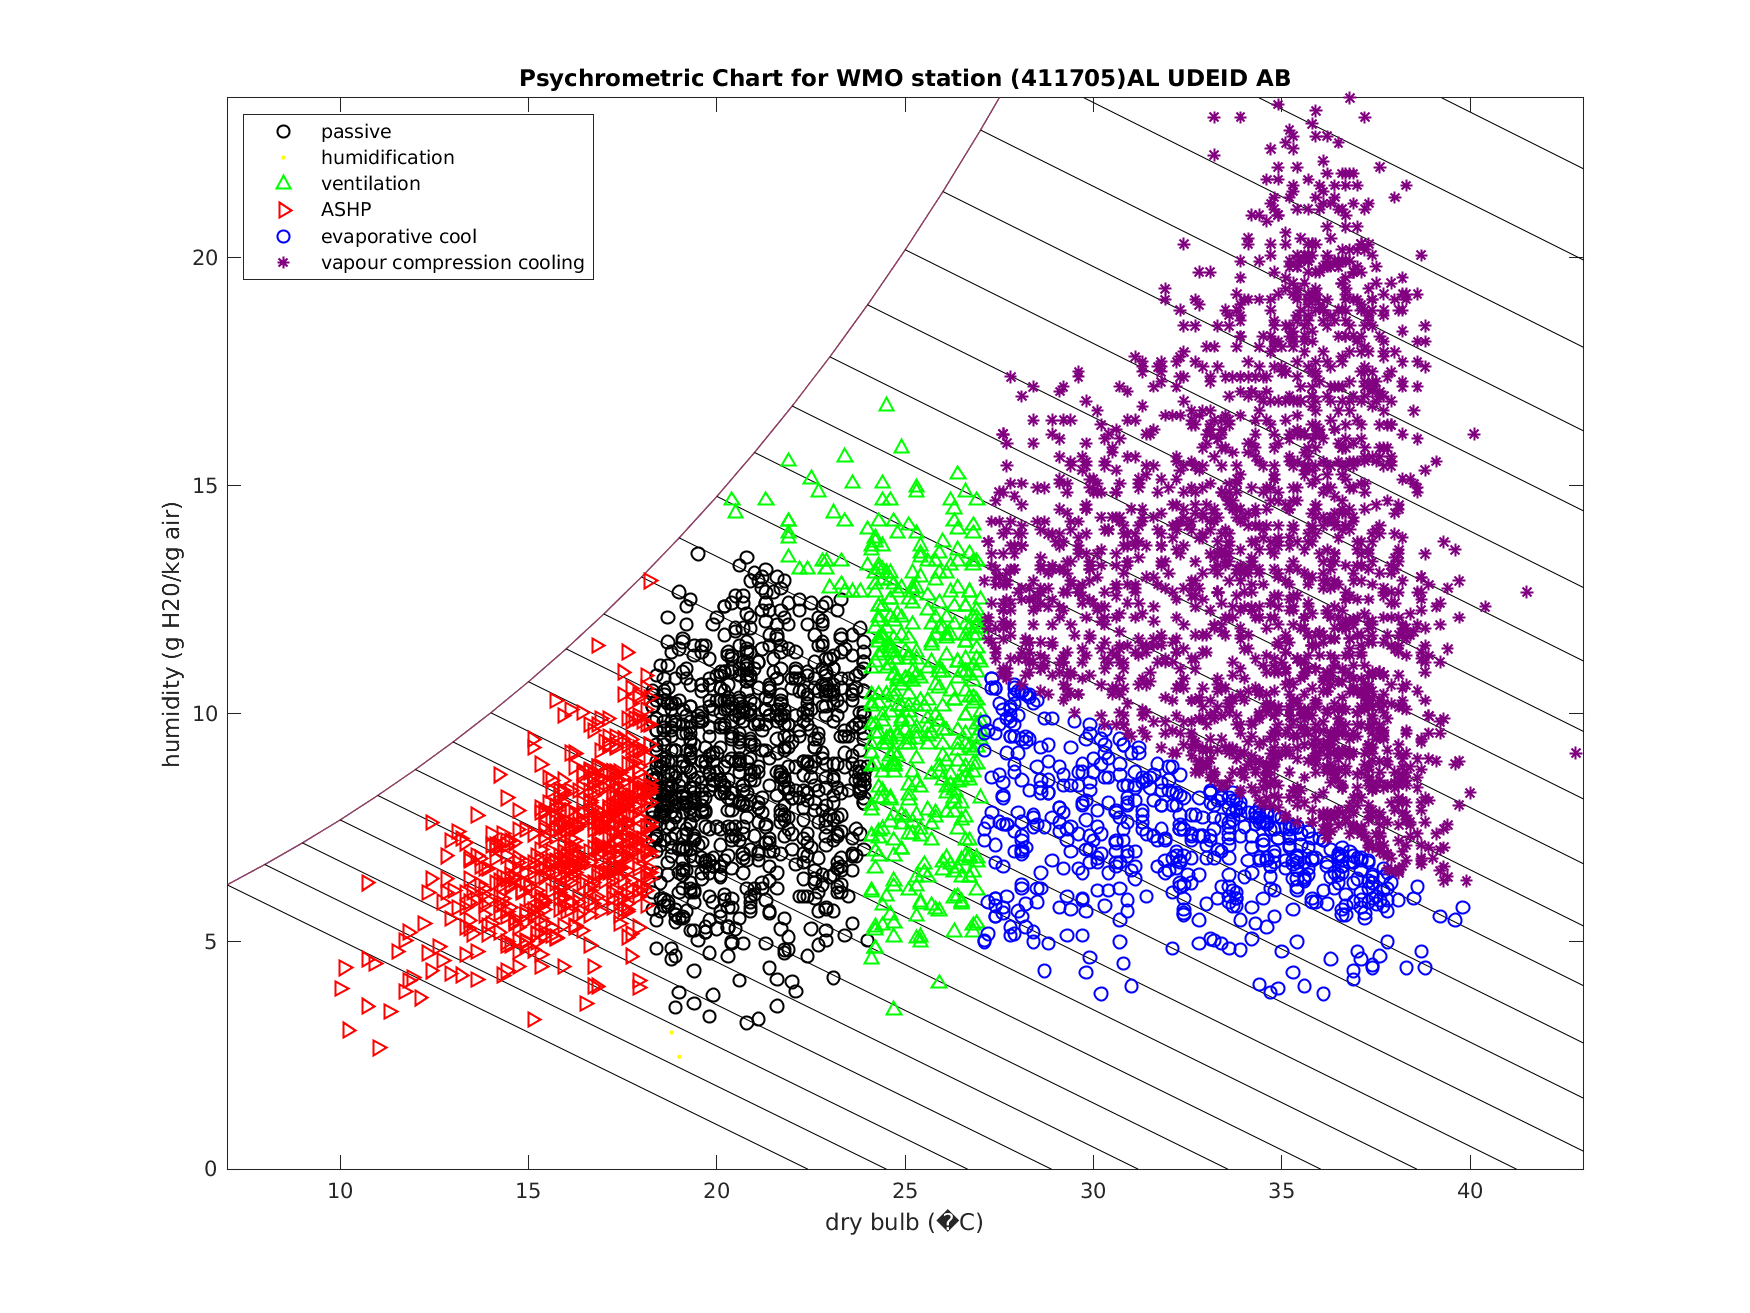 Psychrometric Chart for WMO station (411705)AL UDEID AB
passive
humidification
ventilation
ASHP
evaporative cool
vapour compression cooling
20
15
10
5
0
humidity (g H20/kg air)
10 15 20 25 30 35 40
dry bulb (�C)